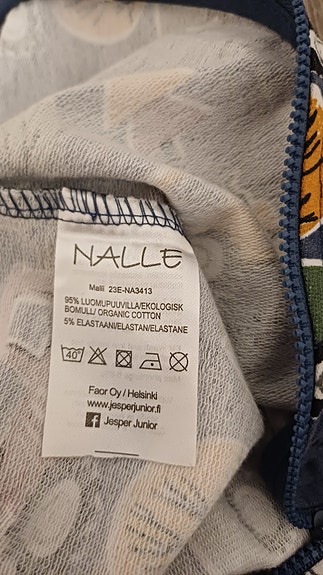 NALLE
Malli 23E-NA3413
95% LUOMUPUUVILLA/EKOLOGISK
BOMULL/ ORGANIC COTTON
5% ELASTAANI/ELASTAN/ELASTANE
40°
Faor Oy / Helsinki
www.jesperjunior.fi
Jesper Junior